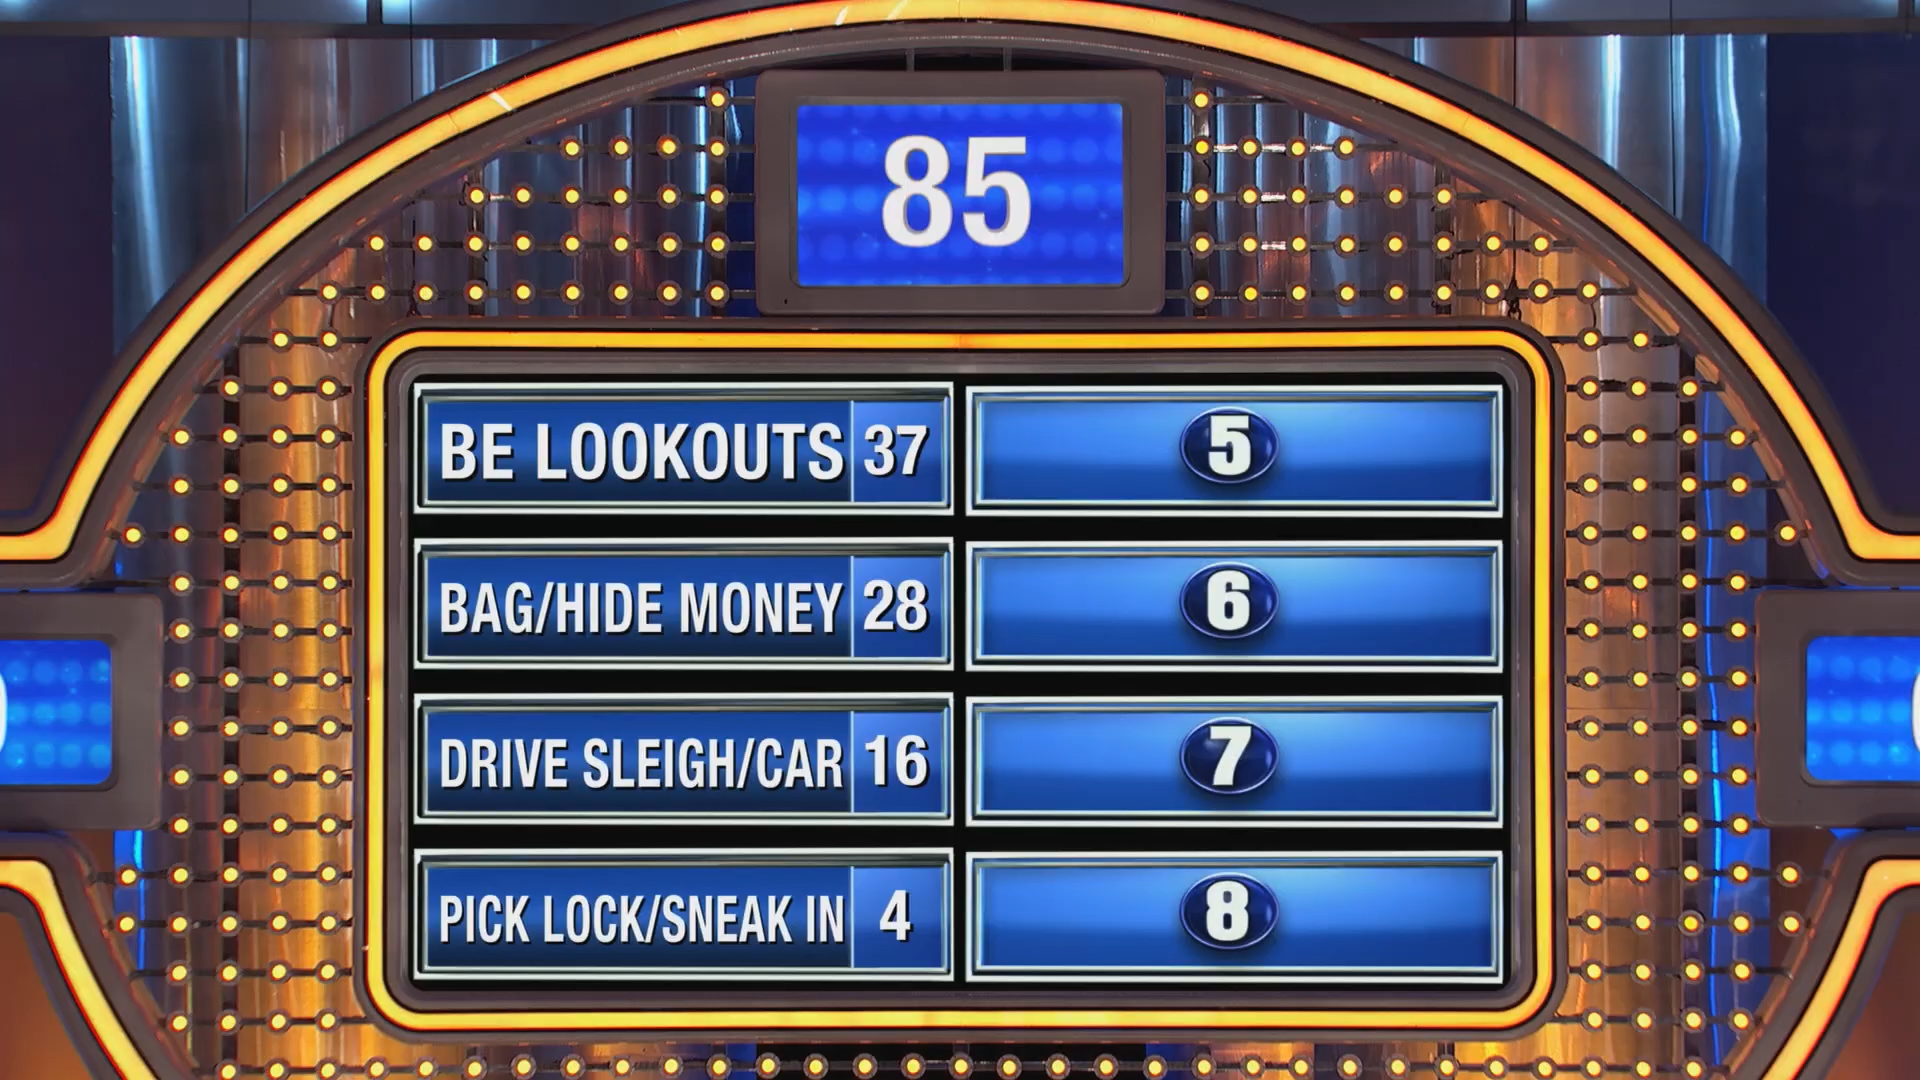 85
BE LOOKOUTS 37
5
BAG/HIDE MONEY 28
6
DRIVE SLEIGH/CAR 16
7
PICK LOCK/SNEAK IN 4
8